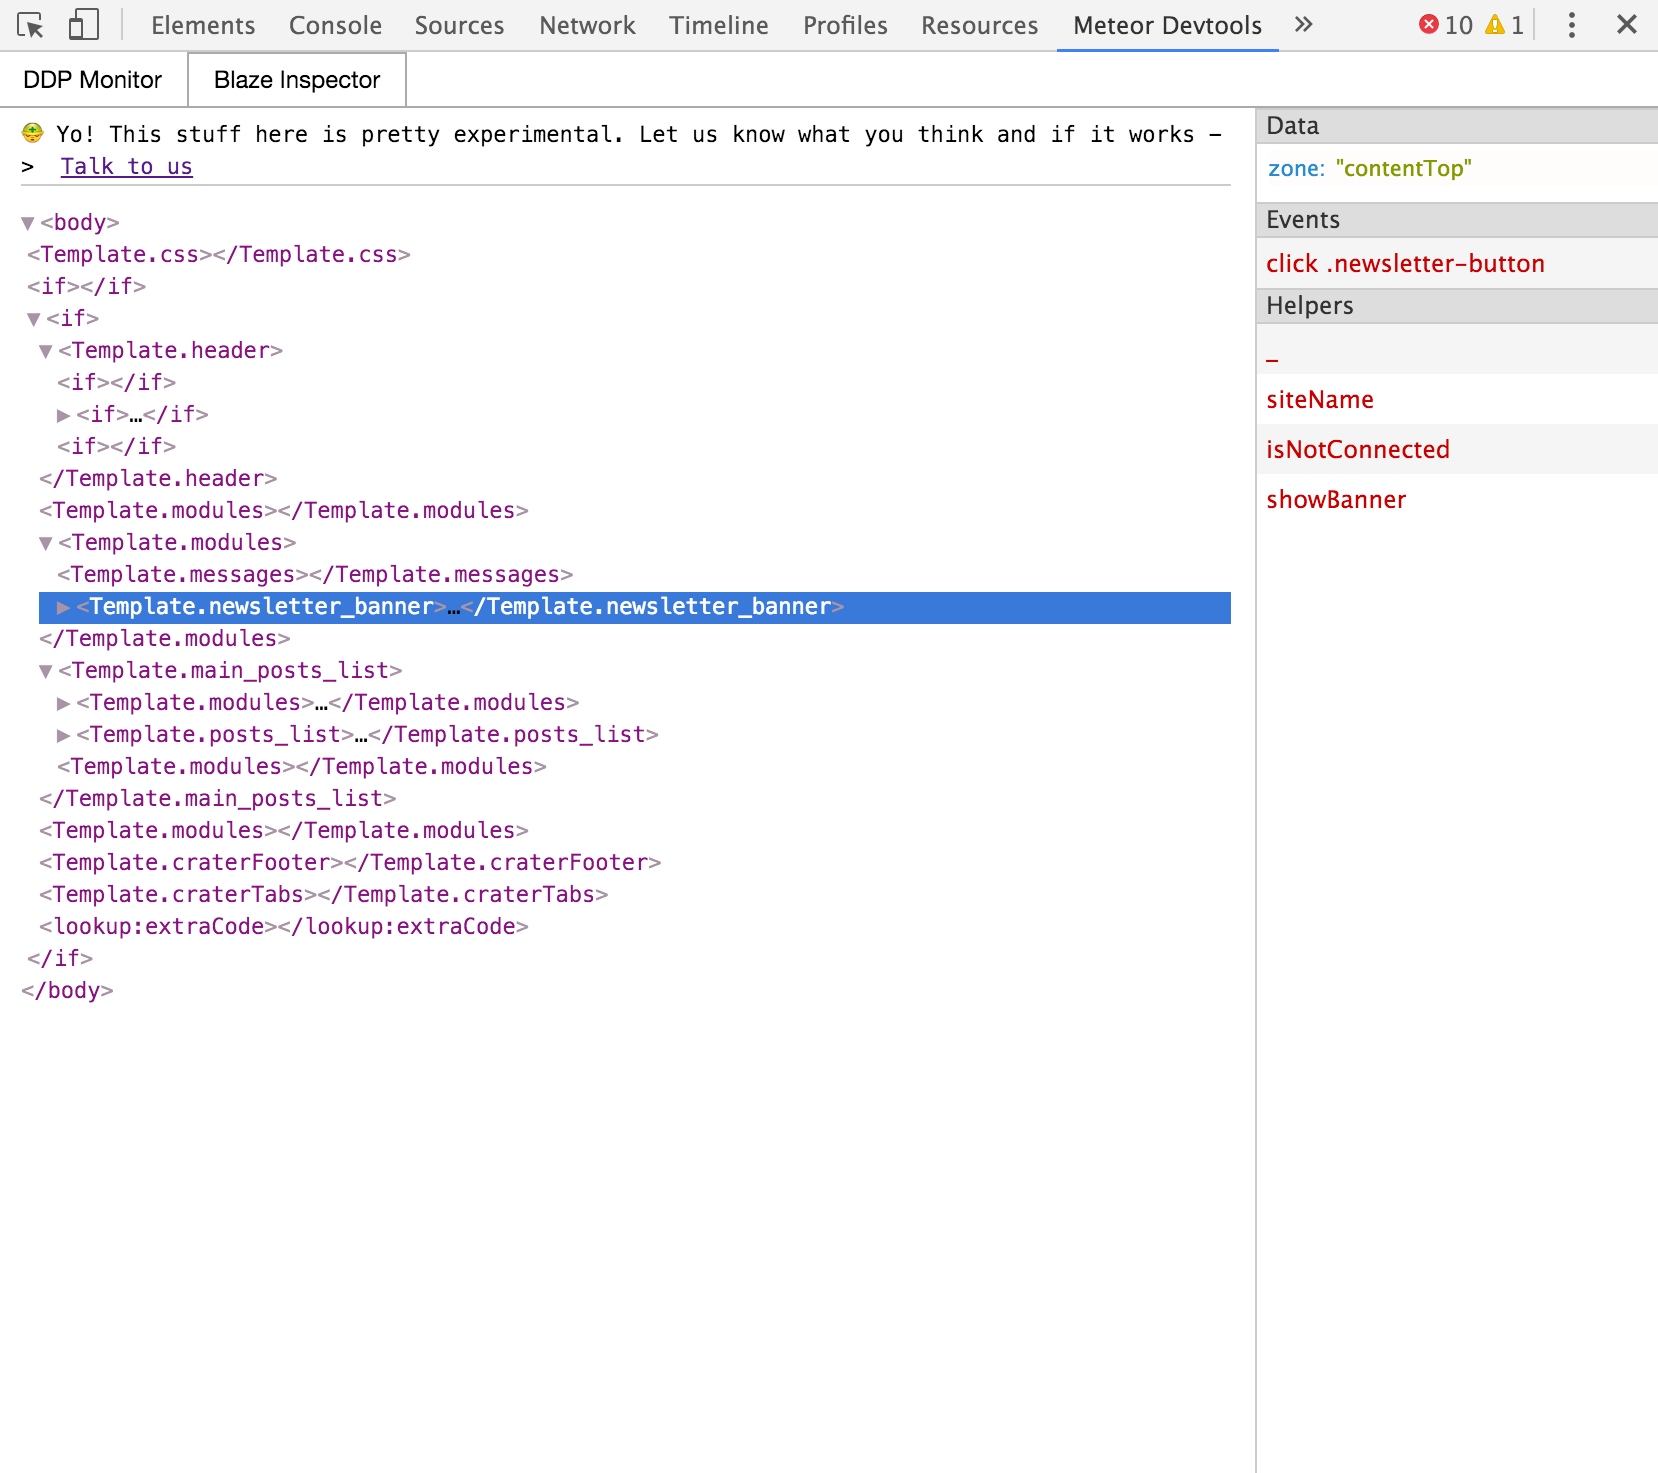 Elements Console Sources Network Timeline Profiles Resources Meteor Devtools » 10 1
DDP Monitor Blaze Inspector
Yo! This stuff here is pretty experimental. Let us know what you think and if it works -
> Talk to us
▼<body>
<Template.css></Template.css>
<if></if>
▼<if>
▼<Template.header>
<if></if>
▶<if>…</if>
<if></if>
</Template.header>
<Template.modules></Template.modules>
▼<Template.modules>
<Template.messages></Template.messages>
▶<Template.newsletter_banner>…</Template.newsletter_banner>
</Template.modules>
▼<Template.main_posts_list>
▶<Template.modules>…</Template.modules>
▶<Template.posts_list>…</Template.posts_list>
<Template.modules></Template.modules>
</Template.main_posts_list>
<Template.modules></Template.modules>
<Template.craterFooter></Template.craterFooter>
<Template.craterTabs></Template.craterTabs>
<lookup:extraCode></lookup:extraCode>
</if>
</body>
Data
zone: "contentTop"
Events
click .newsletter-button
Helpers
_
siteName
isNotConnected
showBanner